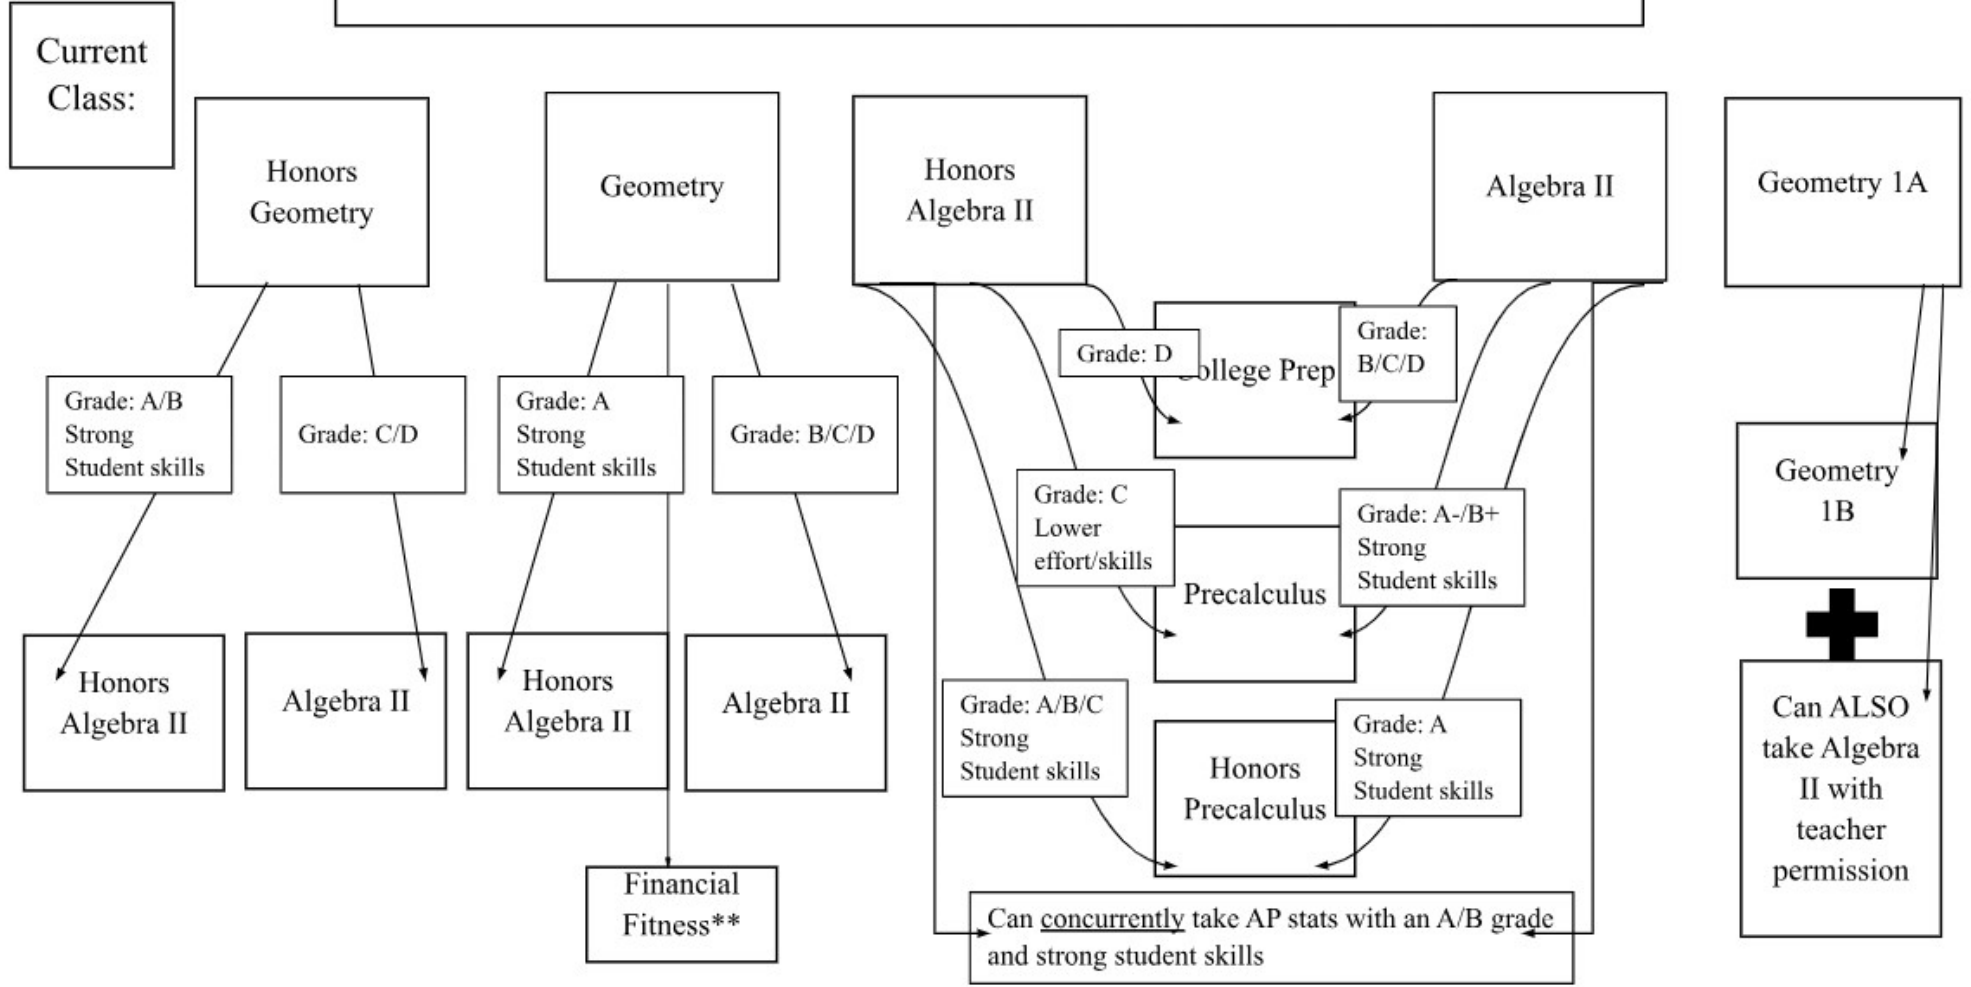 Current
Class:
Honors
Geometry
Geometry
Honors
Algebra II
Algebra II
Geometry 1A
Grade: A/B
Strong
Student skills
Grade: C/D
Grade: A
Strong
Student skills
Grade: B/C/D
Grade: D
College Prep
Grade:
B/C/D
Grade: C
Lower
effort/skills
Precalculus
Grade: A-/B+
Strong
Student skills
Geometry
1B
Honors
Algebra II
Algebra II
Honors
Algebra II
Algebra II
Grade: A/B/C
Strong
Student skills
Honors
Precalculus
Grade: A
Strong
Student skills
Can ALSO
take Algebra
II with
teacher
permission
Financial
Fitness**
Can concurrently take AP stats with an A/B grade
and strong student skills